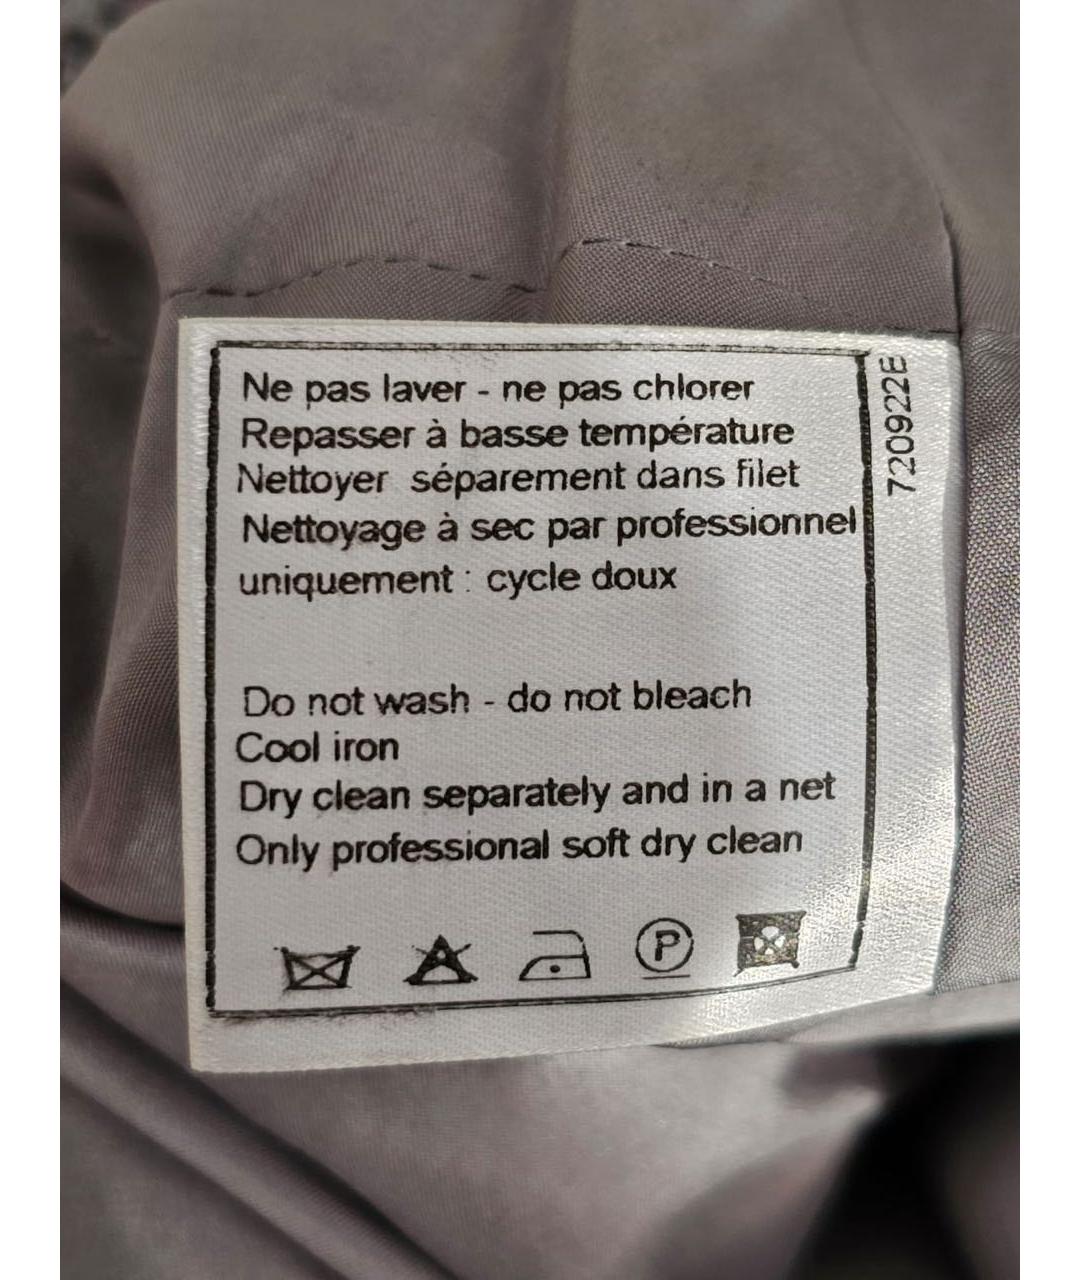 Ne pas laver - ne pas chlorer
Repasser à basse température
Nettoyer séparement dans filet
Nettoyage à sec par professionnel
uniquement : cycle doux
Do not wash - do not bleach
Cool iron
Dry clean separately and in a net
Only professional soft dry clean
P
720922E